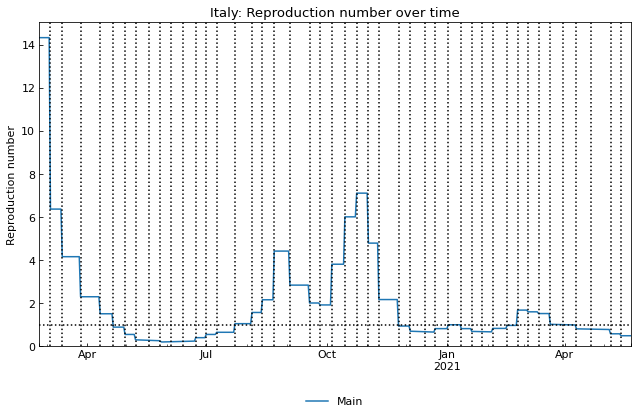 Italy: Reproduction number over time
Reproduction number
14
12
10
8
6
4
2
0
Apr
Jul
Oct
Jan
2021
Apr
Main